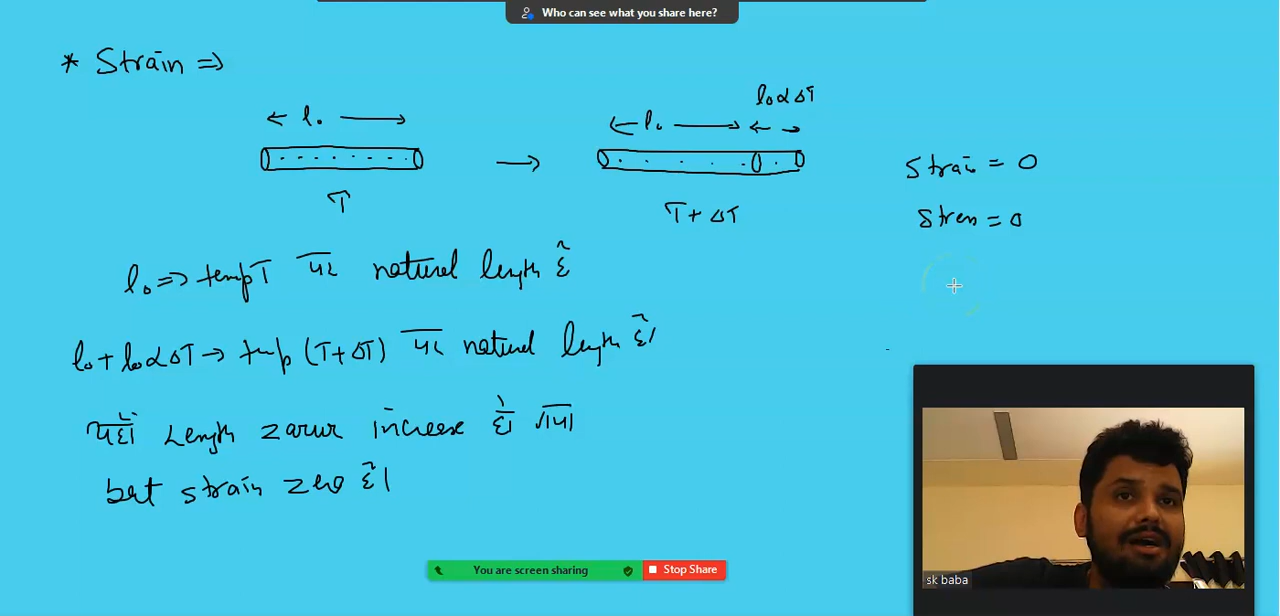 Who can see what you share here?
* Strain ⇒
l₀αΔT
← l₀ →
← l₀ → ← →
→
Strain = 0
T
T + ΔT
Stress = 0
l₀ ⇒ temp T पर natural length है
l₀ + l₀αΔT → temp (T+ΔT) पर natural length है।
यहाँ Length zarur increase हो गया
but strain zero है।
You are screen sharing
Stop Share
sk baba